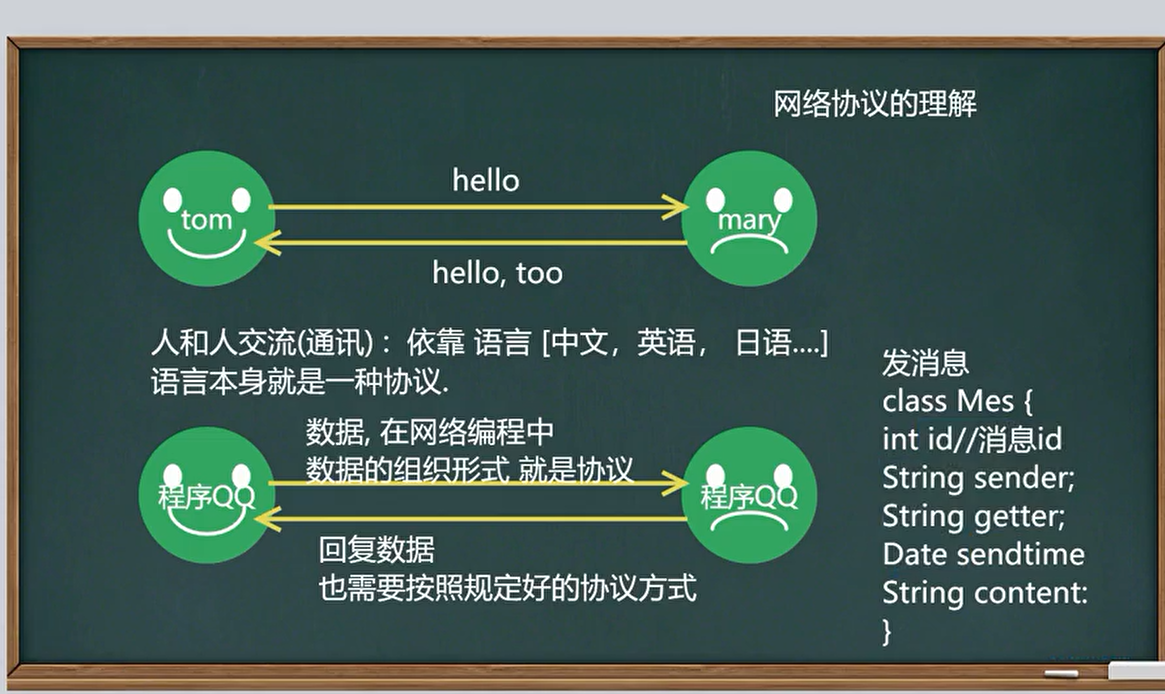 网络协议的理解
hello
tom
mary
hello, too
人和人交流(通讓) ：依靠 语言 [中文，英语， 日语....]
语言本身就是一种协议.
数据, 在网络编程中
数据的组织形式 就是协议
程序QQ
程序QQ
回复数据
也需要按照规定好的协议方式
发消息
class Mes {
int id//消息id
String sender;
String getter;
Date sendtime
String content:
}